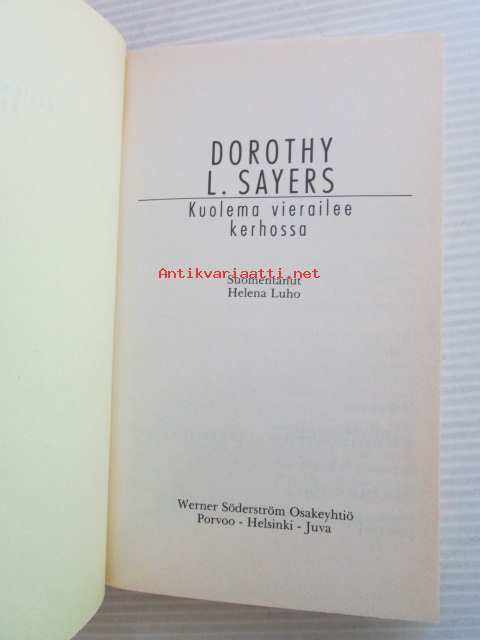 DOROTHY
L. SAYERS
Kuolema vierailee
kerhossa
Antikvariaatti.net
Suomentanut
Helena Luho
Werner Söderström Osakeyhtiö
Porvoo - Helsinki - Juva